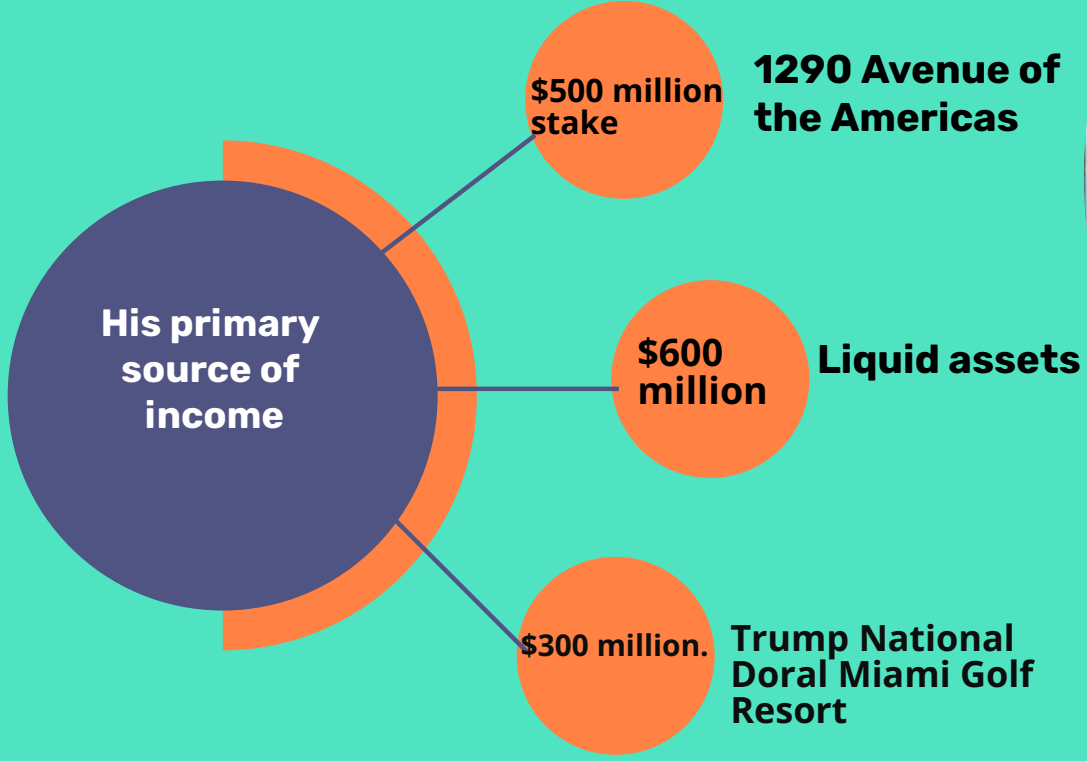 $500 million
stake
1290 Avenue of
the Americas
His primary
source of
income
$600
million
Liquid assets
$300 million.
Trump National
Doral Miami Golf
Resort